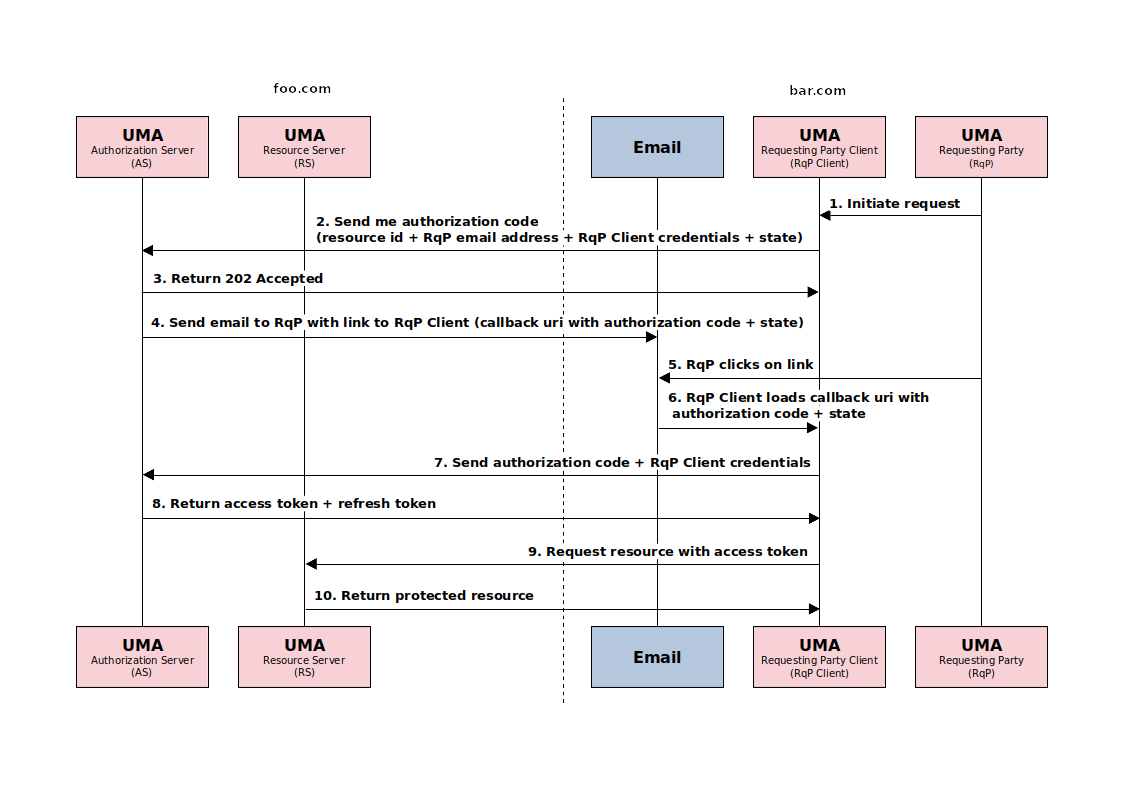 foo.com
bar.com
UMA
Authorization Server
(AS)
UMA
Resource Server
(RS)
Email
UMA
Requesting Party Client
(RqP Client)
UMA
Requesting Party
(RqP)
1. Initiate request
2. Send me authorization code
(resource id + RqP email address + RqP Client credentials + state)
3. Return 202 Accepted
4. Send email to RqP with link to RqP Client (callback uri with authorization code + state)
5. RqP clicks on link
6. RqP Client loads callback uri with
authorization code + state
7. Send authorization code + RqP Client credentials
8. Return access token + refresh token
9. Request resource with access token
10. Return protected resource
UMA
Authorization Server
(AS)
UMA
Resource Server
(RS)
Email
UMA
Requesting Party Client
(RqP Client)
UMA
Requesting Party
(RqP)